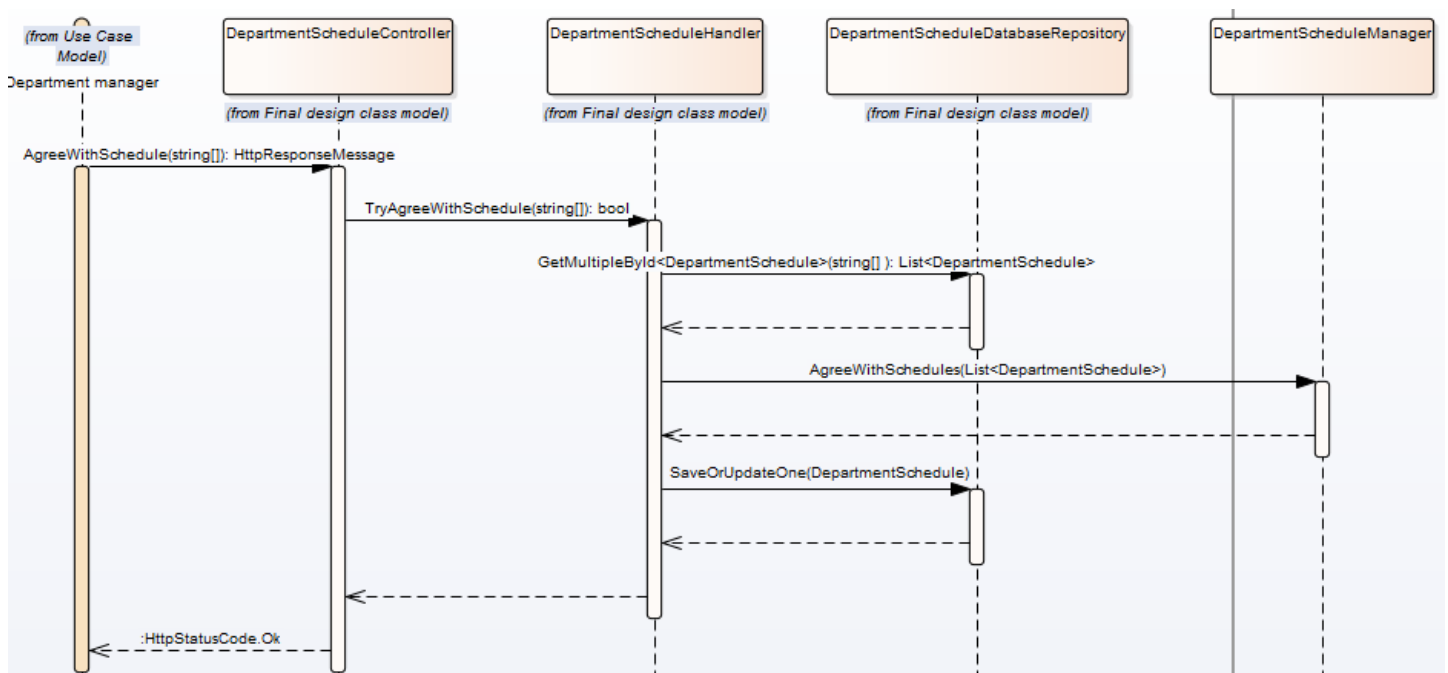 (from Use Case
Model)
Department manager
DepartmentScheduleController
(from Final design class model)
DepartmentScheduleHandler
(from Final design class model)
DepartmentScheduleDatabaseRepository
(from Final design class model)
DepartmentScheduleManager
AgreeWithSchedule(string[]): HttpResponseMessage
TryAgreeWithSchedule(string[]): bool
GetMultipleById<DepartmentSchedule>(string[] ): List<DepartmentSchedule>
AgreeWithSchedules(List<DepartmentSchedule>)
SaveOrUpdateOne(DepartmentSchedule)
:HttpStatusCode.Ok